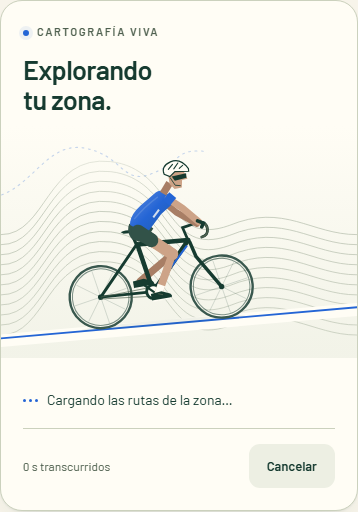 CARTOGRAFÍA VIVA
Explorando
tu zona.
Cargando las rutas de la zona...
0 s transcurridos
Cancelar